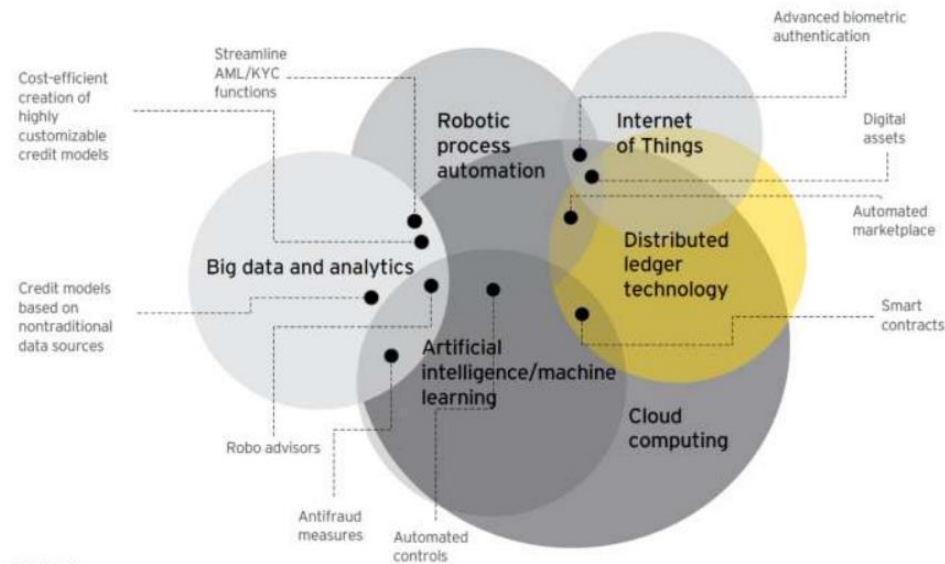 Advanced biometric
authentication
Streamline
AML/KYC
functions
Cost-efficient
creation of
highly
customizable
credit models
Robotic
process
automation
Internet
of Things
Digital
assets
Automated
marketplace
Big data and analytics
Distributed
ledger
technology
Credit models
based on
nontraditional
data sources
Smart
contracts
Artificial
intelligence/machine
learning
Cloud
computing
Robo advisors
Antifraud
measures
Automated
controls